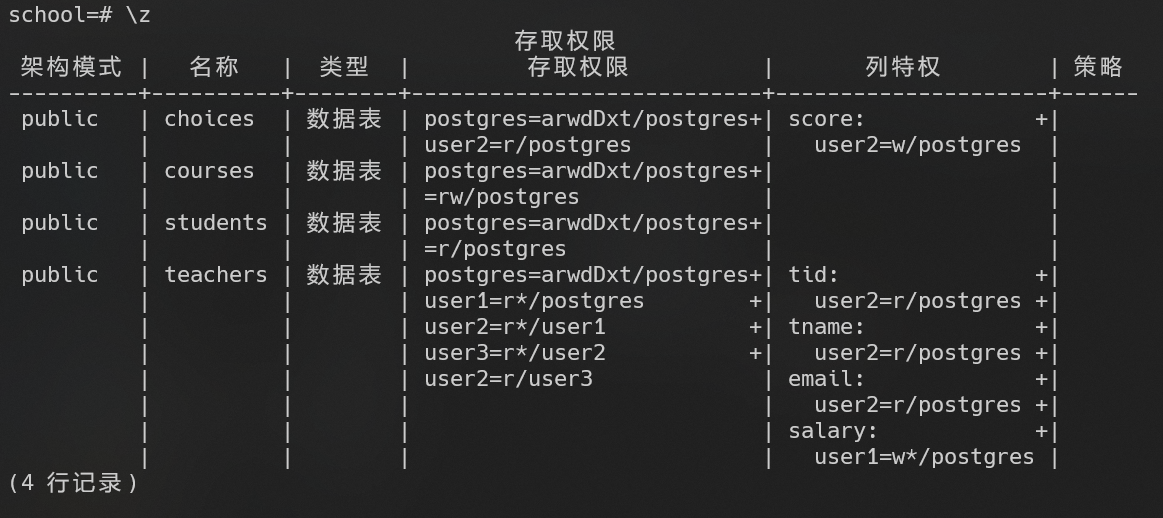 school=# \z
                                       存取权限
 架构模式 |   名称   |  类型  |         存取权限          |       列特权        | 策略
----------+----------+--------+---------------------------+---------------------+------
 public   | choices  | 数据表 | postgres=arwdDxt/postgres+| score:             +|
          |          |        | user2=r/postgres          |   user2=w/postgres  |
 public   | courses  | 数据表 | postgres=arwdDxt/postgres+|                     |
          |          |        | =rw/postgres              |                     |
 public   | students | 数据表 | postgres=arwdDxt/postgres+|                     |
          |          |        | =r/postgres               |                     |
 public   | teachers | 数据表 | postgres=arwdDxt/postgres+| tid:               +|
          |          |        | user1=r*/postgres        +|   user2=r/postgres +|
          |          |        | user2=r*/user1           +| tname:             +|
          |          |        | user3=r*/user2           +|   user2=r/postgres +|
          |          |        | user2=r/user3             | email:             +|
          |          |        |                           |   user2=r/postgres +|
          |          |        |                           | salary:            +|
          |          |        |                           |   user1=w*/postgres |
(4 行记录)